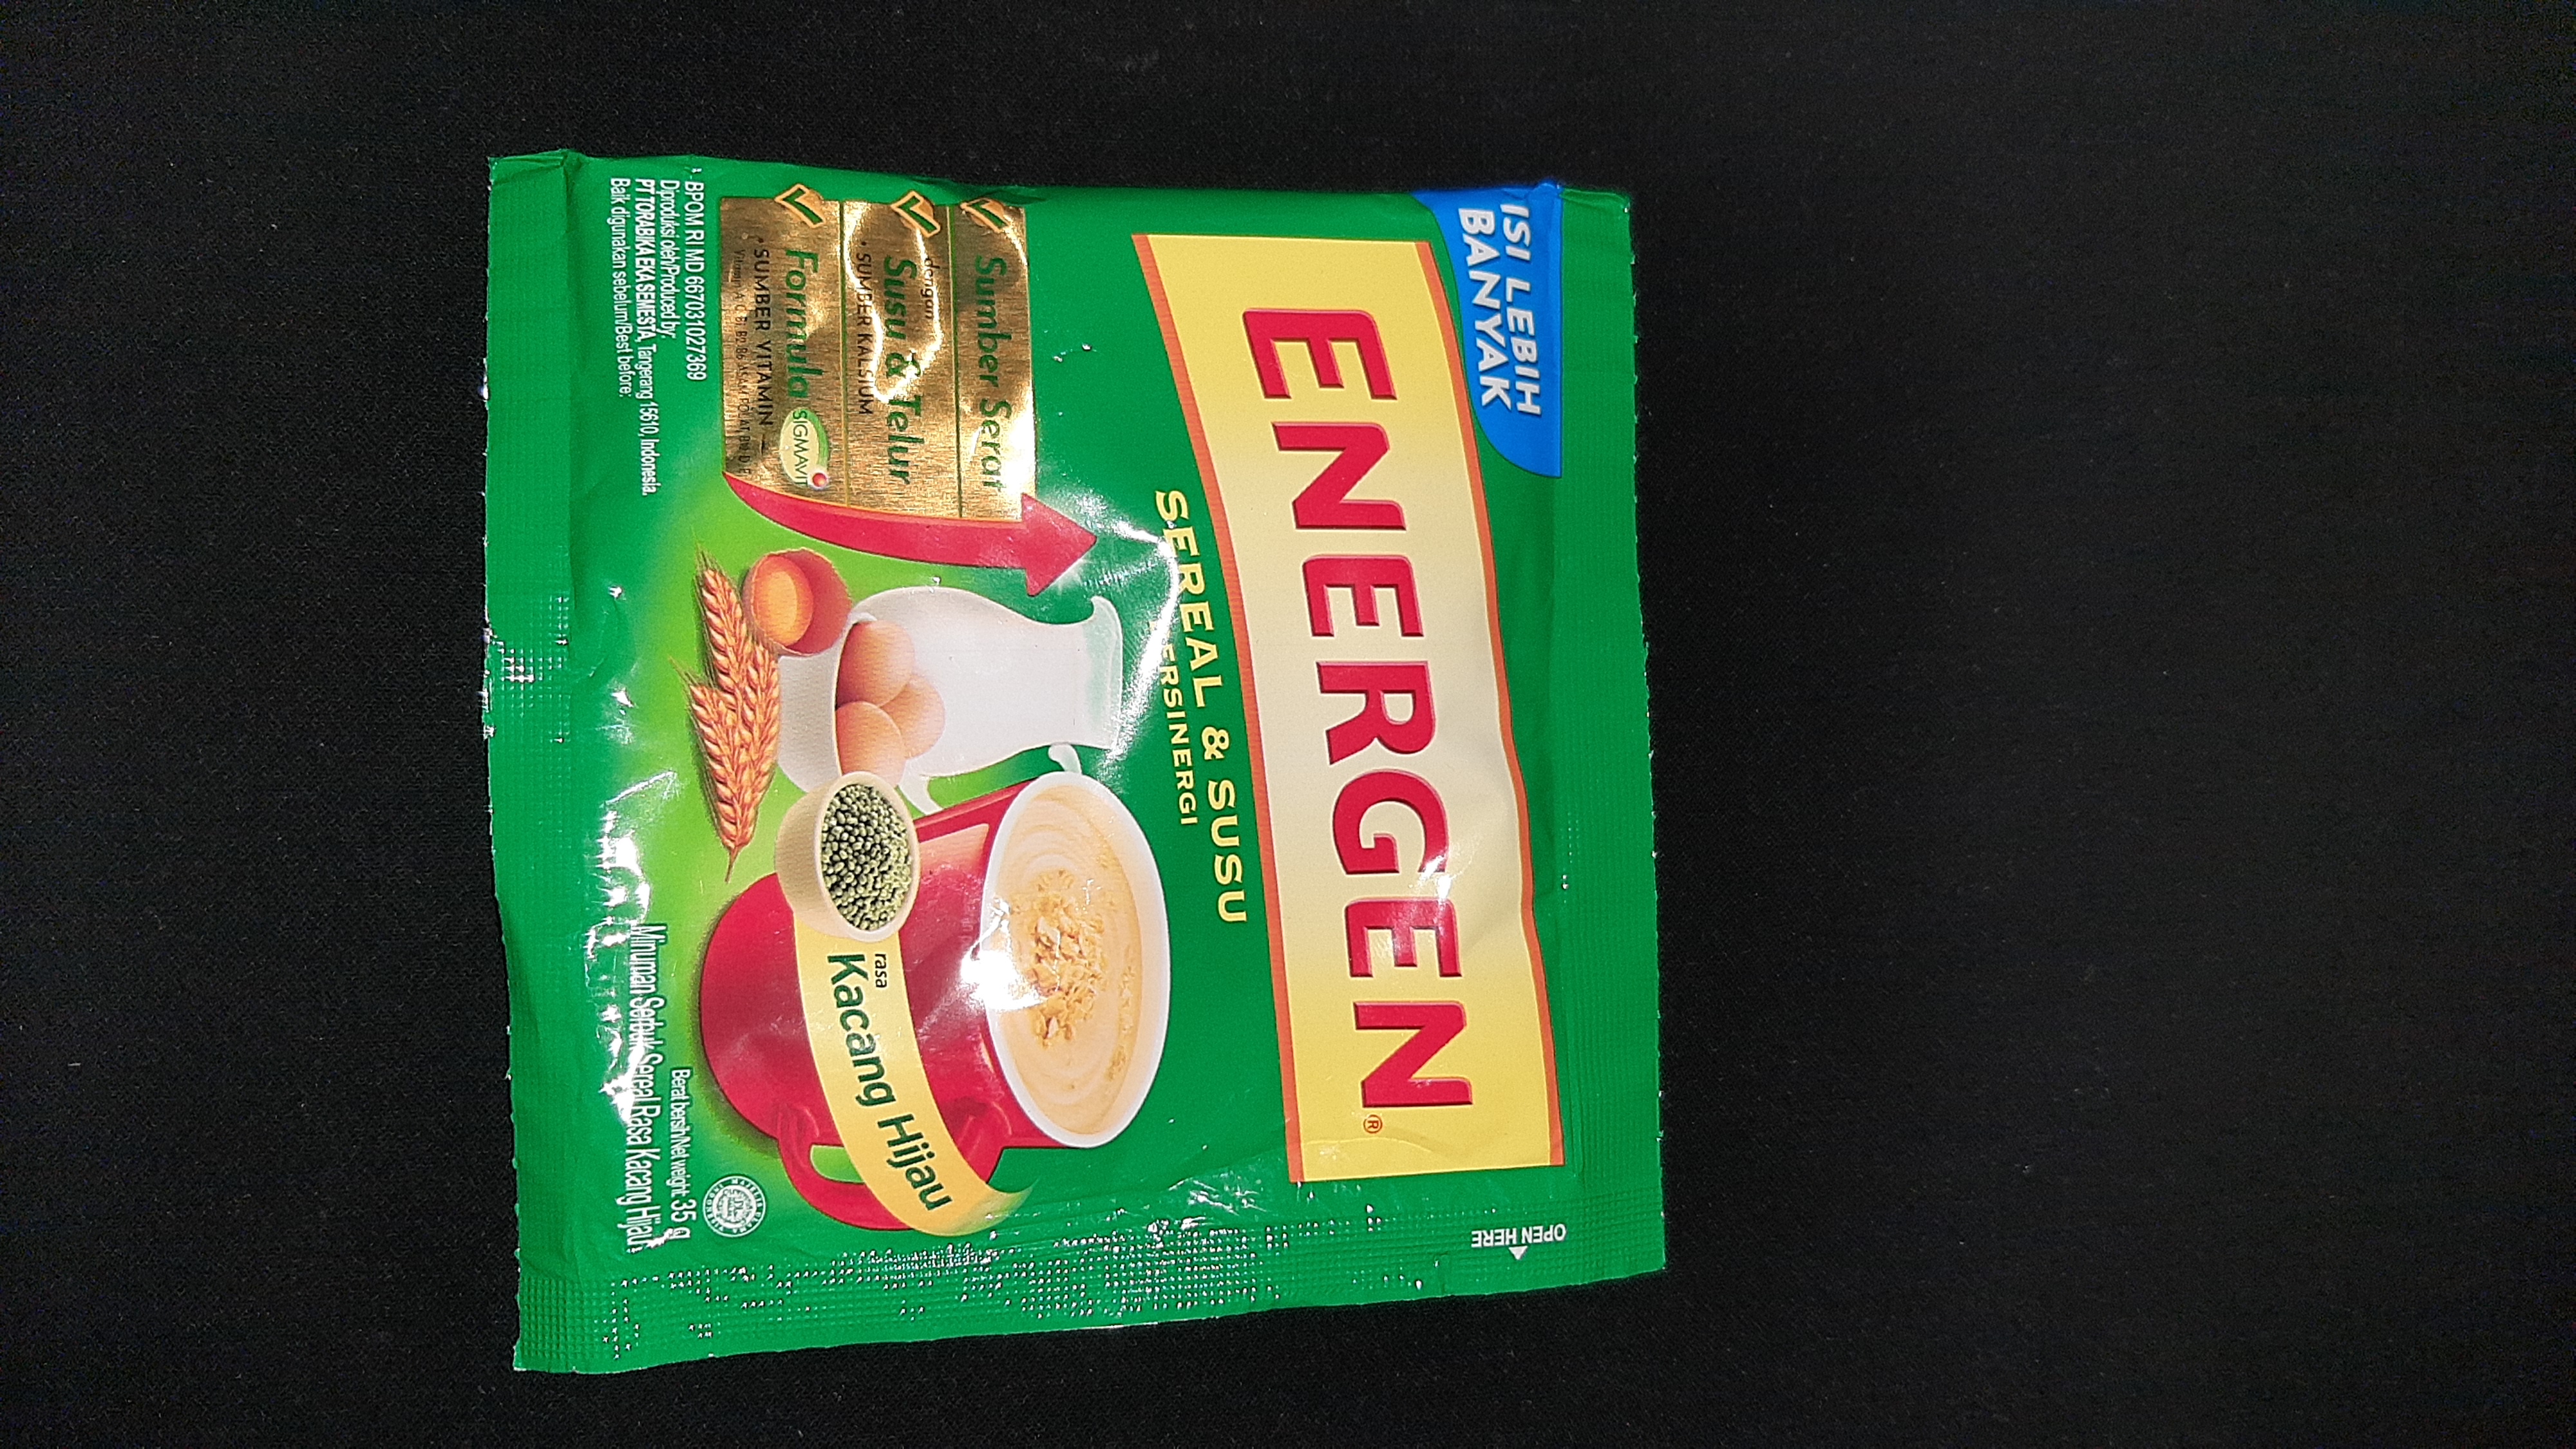 ISI LEBIH
BANYAK
ENERGEN®
SEREAL & SUSU
Sumber Serat
dengan
Susu & Telur
• SUMBER KALSIUM
Formula SIGMAVIT
• SUMBER VITAMIN
rasa
Kacang Hijau
BPOM RI MD 667031027369
Diproduksi oleh/Produced by:
PT TORABIKA EKA SEMESTA, Tangerang 15610, Indonesia.
Baik digunakan sebelum/Best before:
Berat bersih/Net weight: 35 g
Minuman Serbuk Sereal Rasa Kacang Hijau
OPEN HERE